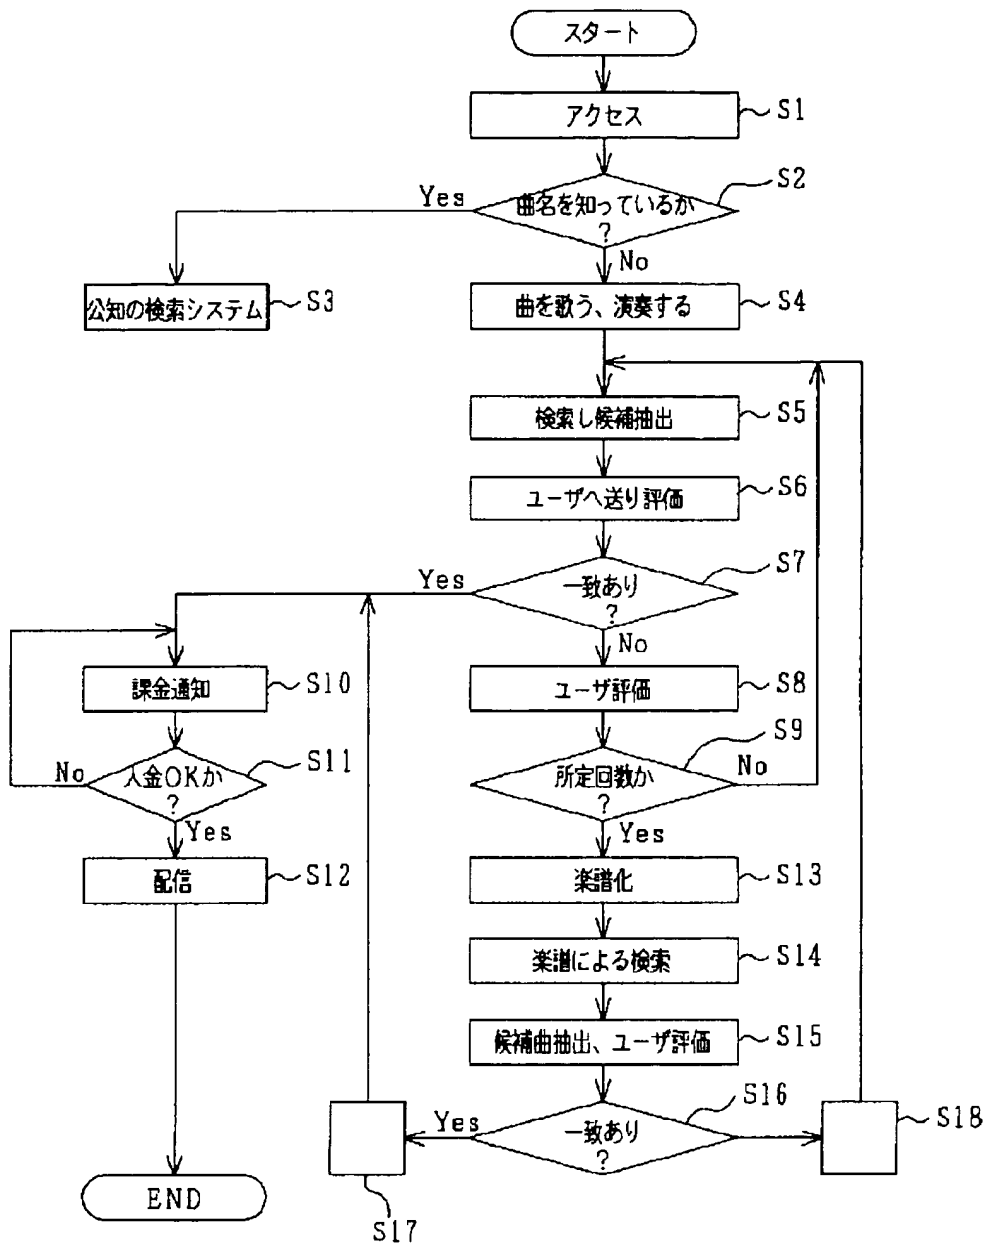 スタート
アクセス
S1
曲名を知っているか
?
S2
Yes
No
公知の検索システム
S3
曲を歌う、演奏する
S4
検索し候補抽出
S5
ユーザへ送り評価
S6
一致あり
?
S7
Yes
No
課金通知
S10
ユーザ評価
S8
入金OKか
?
S11
No
Yes
所定回数か
?
S9
No
Yes
配信
S12
楽譜化
S13
楽譜による検索
S14
候補曲抽出、ユーザ評価
S15
一致あり
?
S16
Yes
S18
END
S17